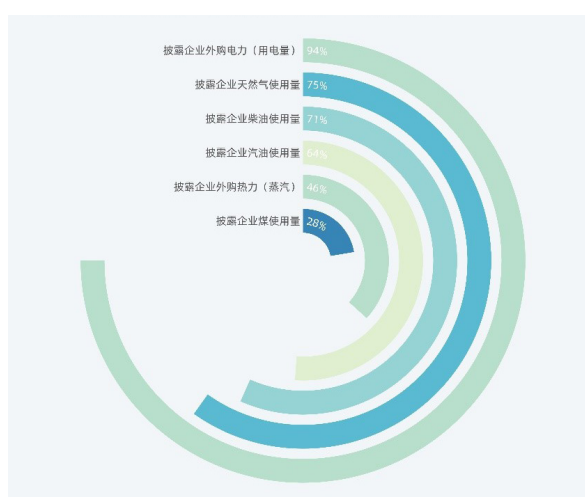 披露企业外购电力（用电量） 94%
披露企业天然气使用量 75%
披露企业柴油使用量 71%
披露企业汽油使用量 64%
披露企业外购热力（蒸汽） 46%
披露企业煤使用量 28%